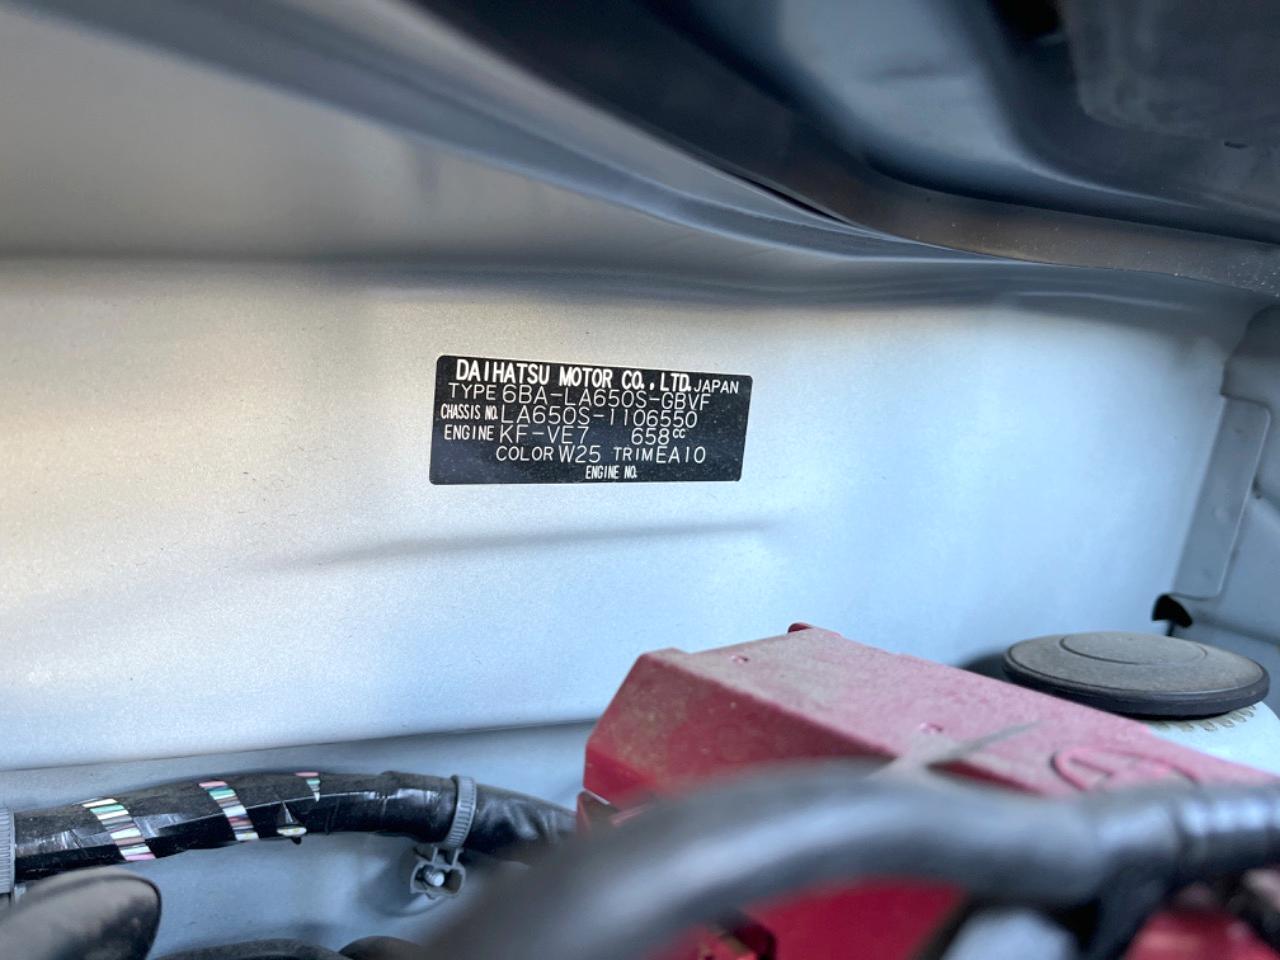 DAIHATSU MOTOR CO., LTD. JAPAN
TYPE 6BA-LA650S-GBVF
CHASSIS NO. LA650S-1106550
ENGINE KF-VE7 658cc
COLOR W25 TRIM EA10
ENGINE NO.